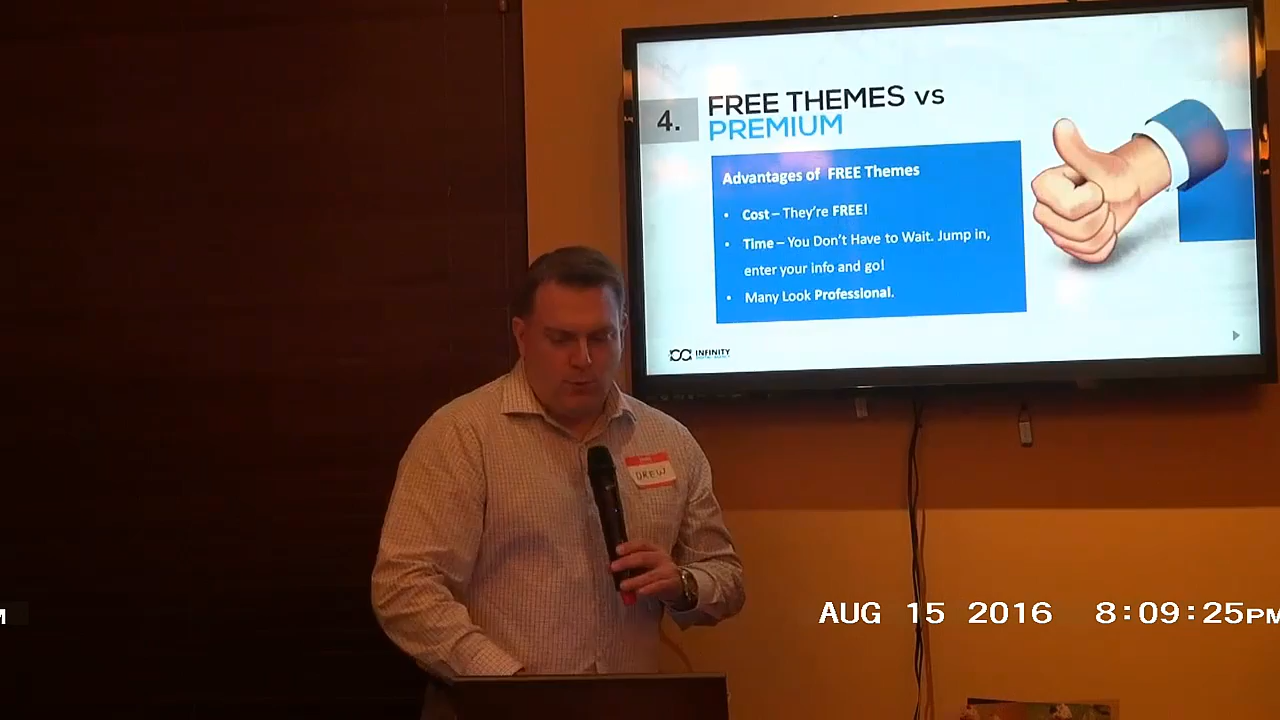 4.
FREE THEMES vs
PREMIUM
Advantages of FREE Themes
• Cost – They're FREE!
• Time – You Don't Have to Wait. Jump in,
enter your info and go!
• Many Look Professional.
INFINITY
DREW
M
AUG 15 2016 8:09:25PM